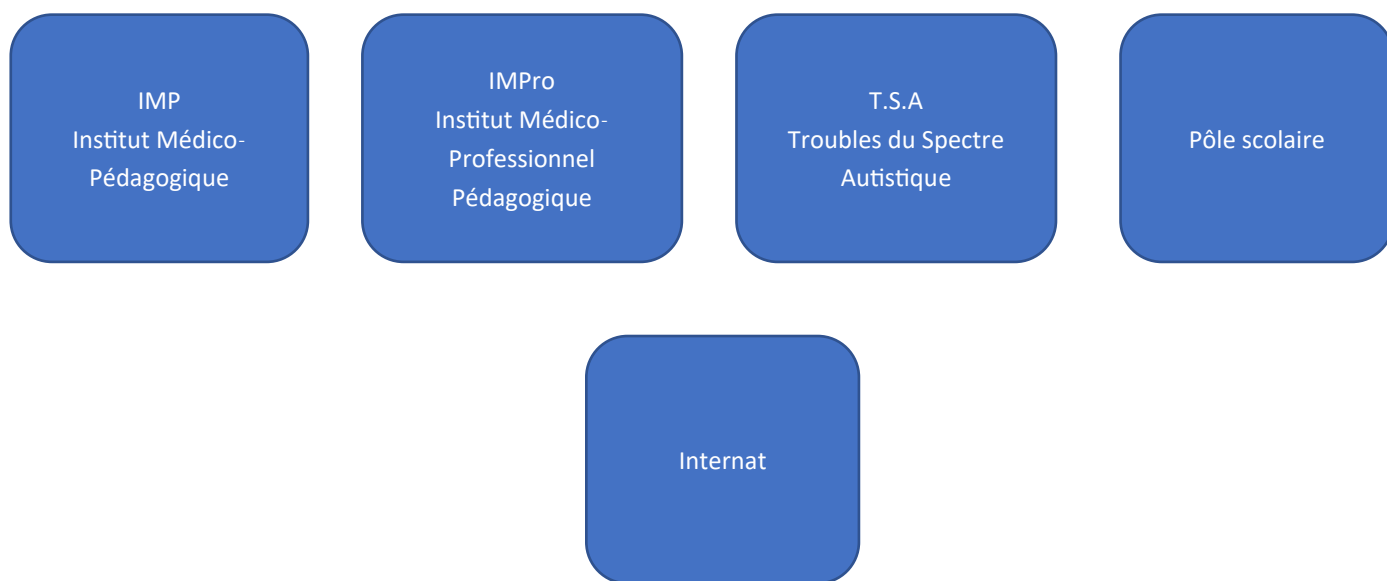 IMP
Institut Médico-
Pédagogique
IMPro
Institut Médico-
Professionnel
Pédagogique
T.S.A
Troubles du Spectre
Autistique
Pôle scolaire
Internat